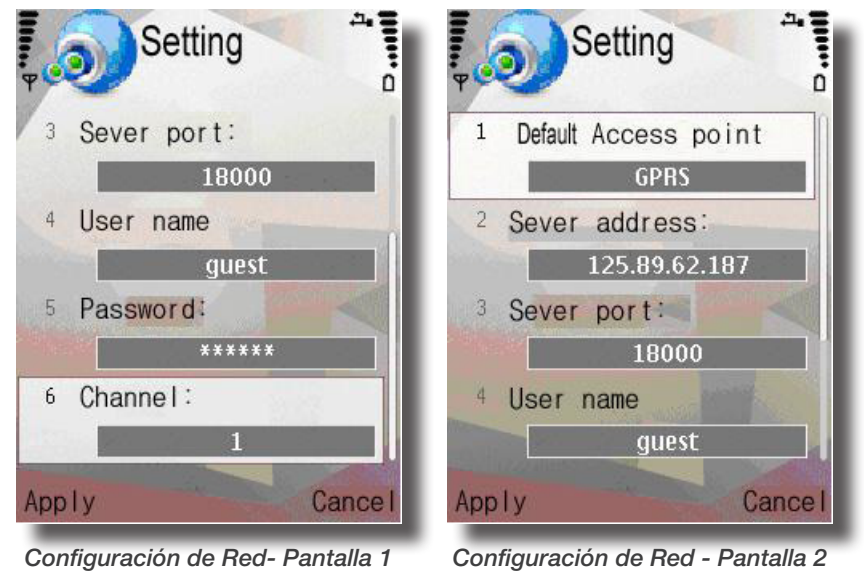 Setting
3 Sever port:
18000
4 User name
guest
5 Password:
******
6 Channel:
1
Apply Cancel
Configuración de Red- Pantalla 1
Setting
1 Default Access point
GPRS
2 Sever address:
125.89.62.187
3 Sever port:
18000
4 User name
guest
Apply Cancel
Configuración de Red - Pantalla 2